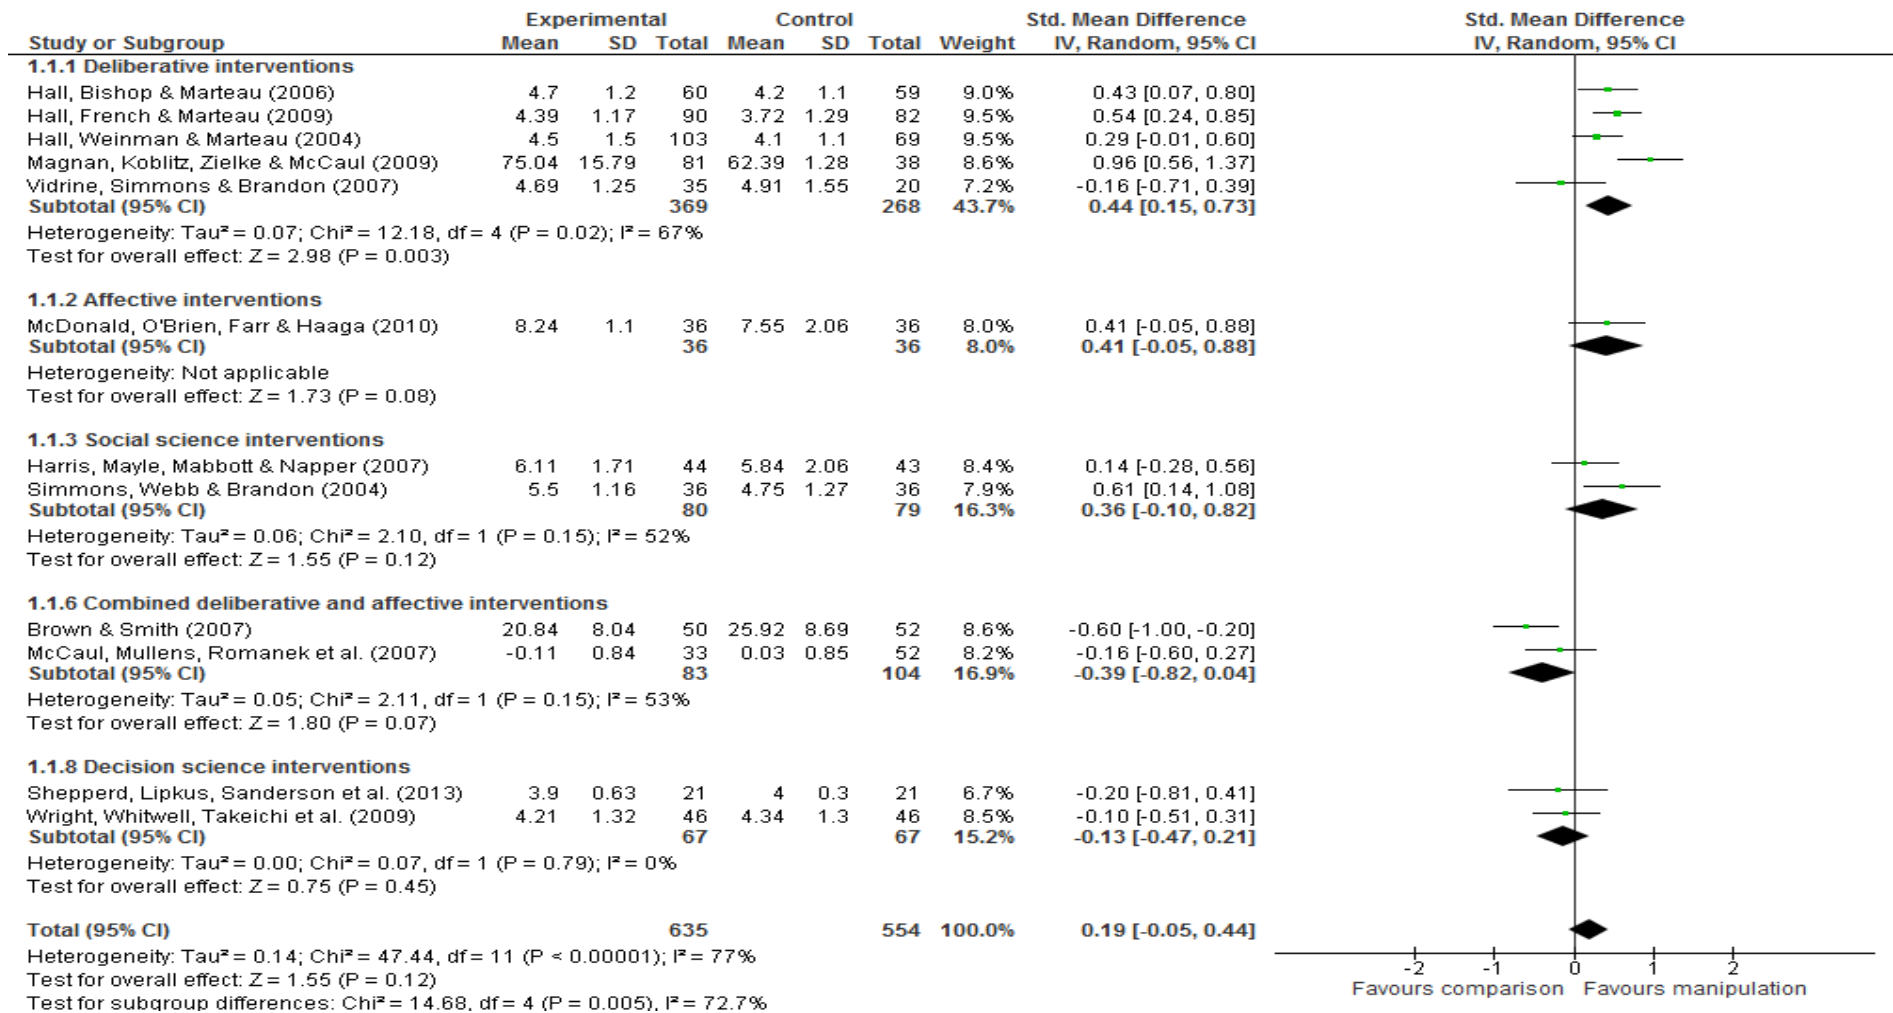 Experimental Control Std. Mean Difference Std. Mean Difference
Study or Subgroup Mean SD Total Mean SD Total Weight IV, Random, 95% CI IV, Random, 95% CI
1.1.1 Deliberative interventions
Hall, Bishop & Marteau (2006) 4.7 1.2 60 4.2 1.1 59 9.0% 0.43 [0.07, 0.80]
Hall, French & Marteau (2009) 4.39 1.17 90 3.72 1.29 82 9.5% 0.54 [0.24, 0.85]
Hall, Weinman & Marteau (2004) 4.5 1.5 103 4.1 1.1 69 9.5% 0.29 [-0.01, 0.60]
Magnan, Koblitz, Zielke & McCaul (2009) 75.04 15.79 81 62.39 1.28 38 8.6% 0.96 [0.56, 1.37]
Vidrine, Simmons & Brandon (2007) 4.69 1.25 35 4.91 1.55 20 7.2% -0.16 [-0.71, 0.39]
Subtotal (95% CI) 369 268 43.7% 0.44 [0.15, 0.73]
Heterogeneity: Tau² = 0.07; Chi² = 12.18, df = 4 (P = 0.02); I² = 67%
Test for overall effect: Z = 2.98 (P = 0.003)
1.1.2 Affective interventions
McDonald, O'Brien, Farr & Haaga (2010) 8.24 1.1 36 7.55 2.06 36 8.0% 0.41 [-0.05, 0.88]
Subtotal (95% CI) 36 36 8.0% 0.41 [-0.05, 0.88]
Heterogeneity: Not applicable
Test for overall effect: Z = 1.73 (P = 0.08)
1.1.3 Social science interventions
Harris, Mayle, Mabbott & Napper (2007) 6.11 1.71 44 5.84 2.06 43 8.4% 0.14 [-0.28, 0.56]
Simmons, Webb & Brandon (2004) 5.5 1.16 36 4.75 1.27 36 7.9% 0.61 [0.14, 1.08]
Subtotal (95% CI) 80 79 16.3% 0.36 [-0.10, 0.82]
Heterogeneity: Tau² = 0.06; Chi² = 2.10, df = 1 (P = 0.15); I² = 52%
Test for overall effect: Z = 1.55 (P = 0.12)
1.1.6 Combined deliberative and affective interventions
Brown & Smith (2007) 20.84 8.04 50 25.92 8.69 52 8.6% -0.60 [-1.00, -0.20]
McCaul, Mullens, Romanek et al. (2007) -0.11 0.84 33 0.03 0.85 52 8.2% -0.16 [-0.60, 0.27]
Subtotal (95% CI) 83 104 16.9% -0.39 [-0.82, 0.04]
Heterogeneity: Tau² = 0.05; Chi² = 2.11, df = 1 (P = 0.15); I² = 53%
Test for overall effect: Z = 1.80 (P = 0.07)
1.1.8 Decision science interventions
Shepperd, Lipkus, Sanderson et al. (2013) 3.9 0.63 21 4 0.3 21 6.7% -0.20 [-0.81, 0.41]
Wright, Whitwell, Takeichi et al. (2009) 4.21 1.32 46 4.34 1.3 46 8.5% -0.10 [-0.51, 0.31]
Subtotal (95% CI) 67 67 15.2% -0.13 [-0.47, 0.21]
Heterogeneity: Tau² = 0.00; Chi² = 0.07, df = 1 (P = 0.79); I² = 0%
Test for overall effect: Z = 0.75 (P = 0.45)
Total (95% CI) 635 554 100.0% 0.19 [-0.05, 0.44]
Heterogeneity: Tau² = 0.14; Chi² = 47.44, df = 11 (P < 0.00001); I² = 77%
Test for overall effect: Z = 1.55 (P = 0.12)
Test for subgroup differences: Chi² = 14.68, df = 4 (P = 0.005), I² = 72.7%
-2 -1 0 1 2
Favours comparison Favours manipulation